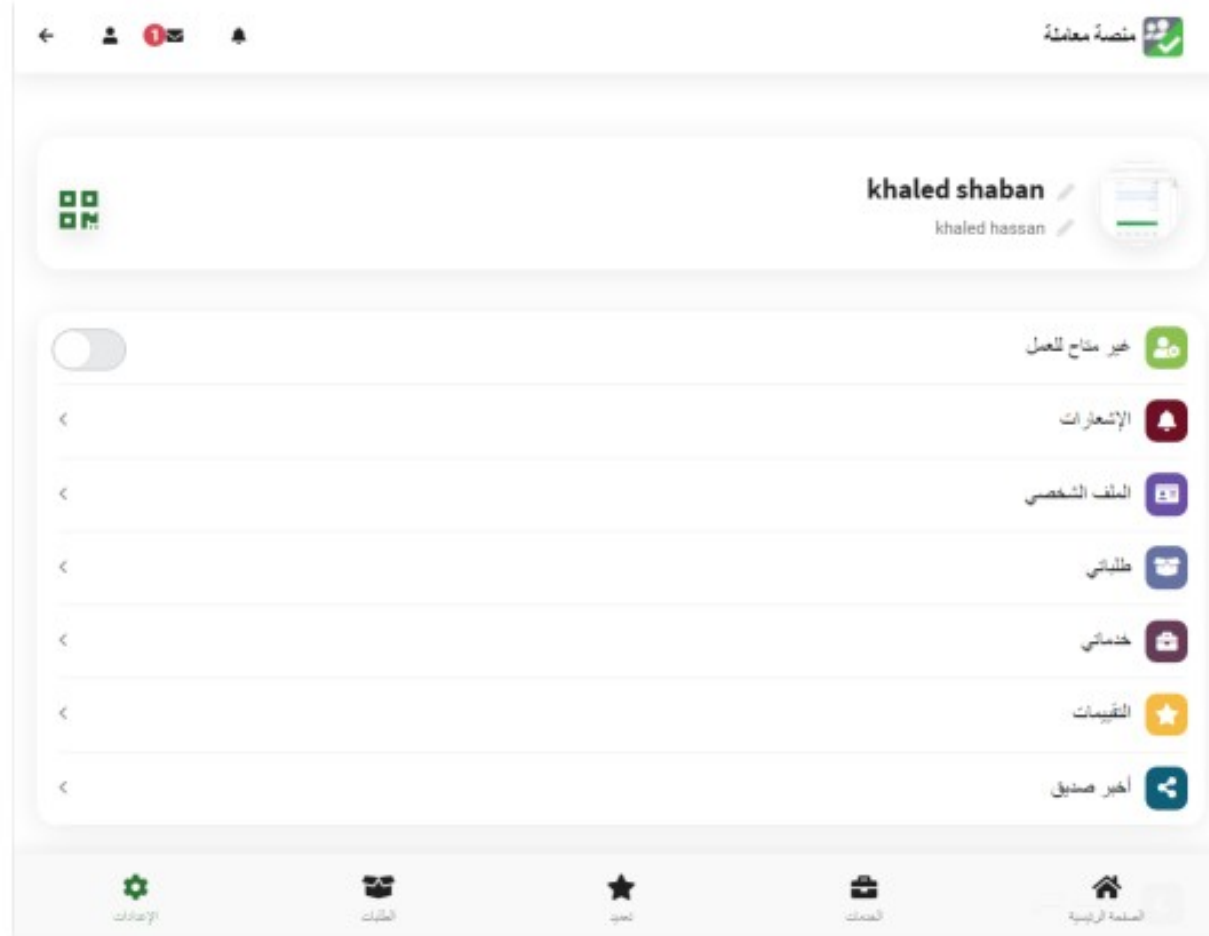 منصة معاملة
1
khaled shaban
khaled hassan
غير متاح للعمل
الإشعارات
الملف الشخصي
طلباتي
خدماتي
التقييمات
أخبر صديق
الصفحة الرئيسية
الخدمات
الطلبات
الإعدادات